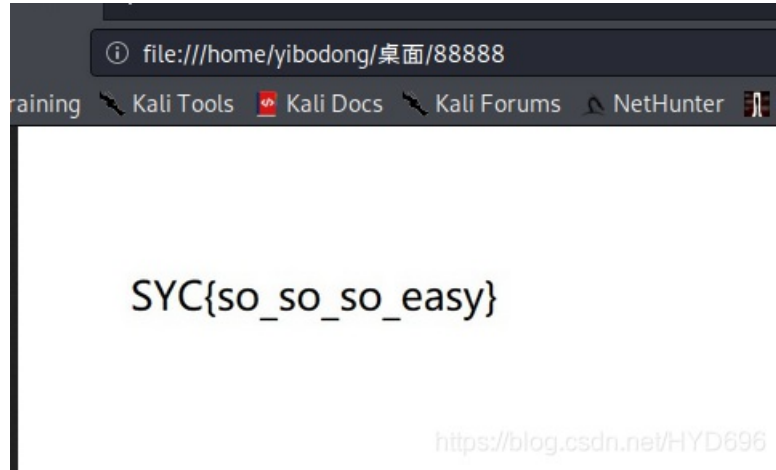 file:///home/yibodong/桌面/88888
raining Kali Tools Kali Docs Kali Forums NetHunter
SYC{so_so_so_easy}
https://blog.csdn.net/HYD696